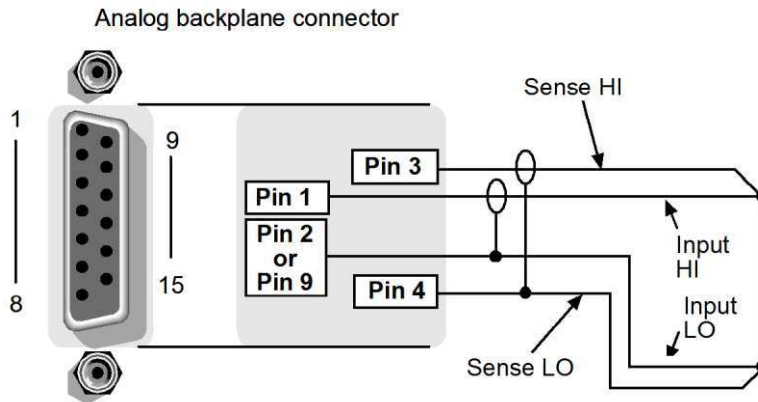 Analog backplane connector
1
9
8
15
Pin 3
Pin 1
Pin 2
or
Pin 9
Pin 4
Sense HI
Input
HI
Input
LO
Sense LO